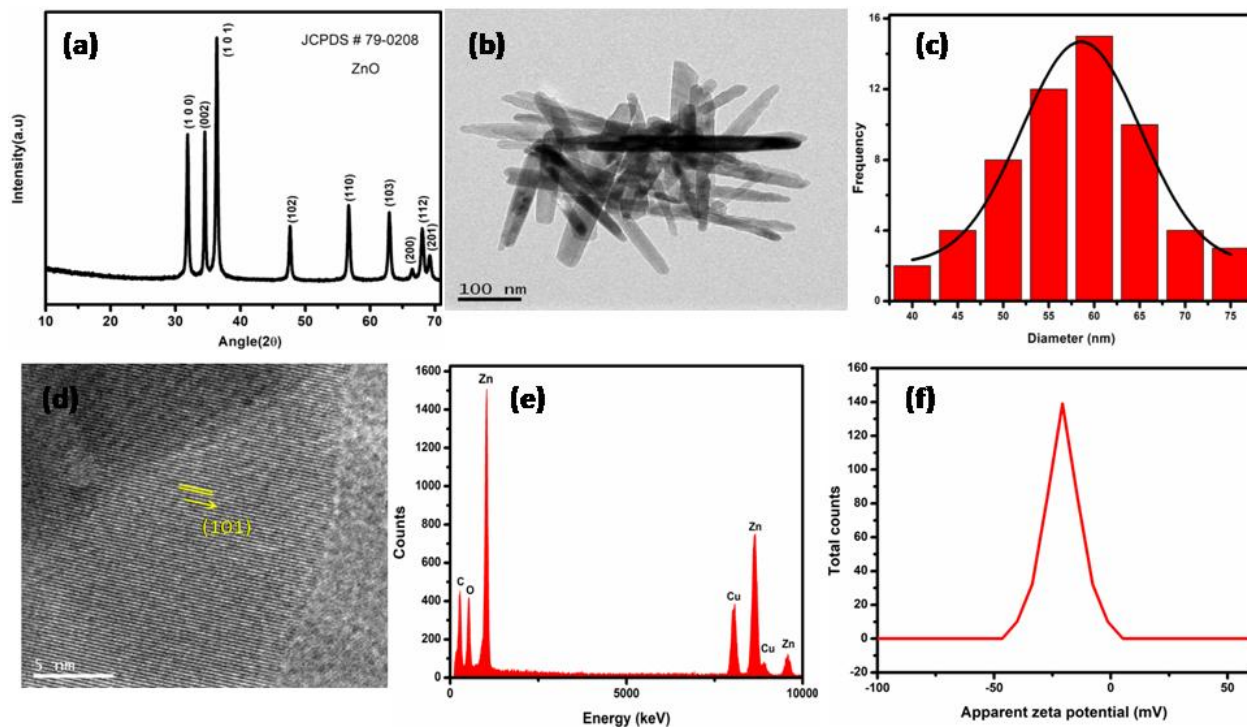 (a)
JCPDS # 79-0208
ZnO
(1 0 0)
(002)
(1 0 1)
(102)
(110)
(103)
(200)
(112)
(201)
Intensity(a.u)
10 20 30 40 50 60 70
Angle(2θ)
(b)
100 nm
(c)
Frequency
16
12
8
4
0
40 45 50 55 60 65 70 75
Diameter (nm)
(d)
(101)
5 nm
(e)
Counts
1600
1400
1200
1000
800
600
400
200
0
C
O
Zn
Cu
Zn
Cu
Zn
0 5000 10000
Energy (keV)
(f)
Total counts
160
140
120
100
80
60
40
20
0
-20
-100 -50 0 50
Apparent zeta potential (mV)